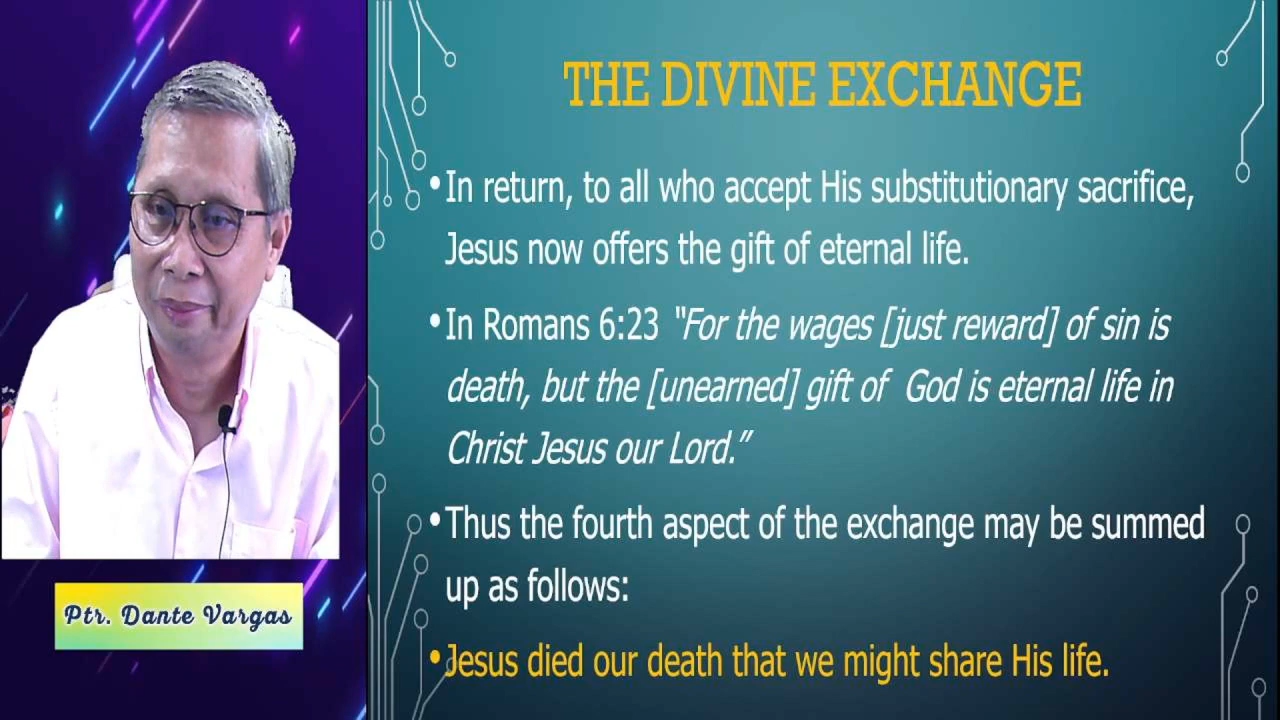 THE DIVINE EXCHANGE
•In return, to all who accept His substitutionary sacrifice,
Jesus now offers the gift of eternal life.
•In Romans 6:23 “For the wages [just reward] of sin is
death, but the [unearned] gift of God is eternal life in
Christ Jesus our Lord.”
•Thus the fourth aspect of the exchange may be summed
up as follows:
•Jesus died our death that we might share His life.
Ptr. Dante Vargas